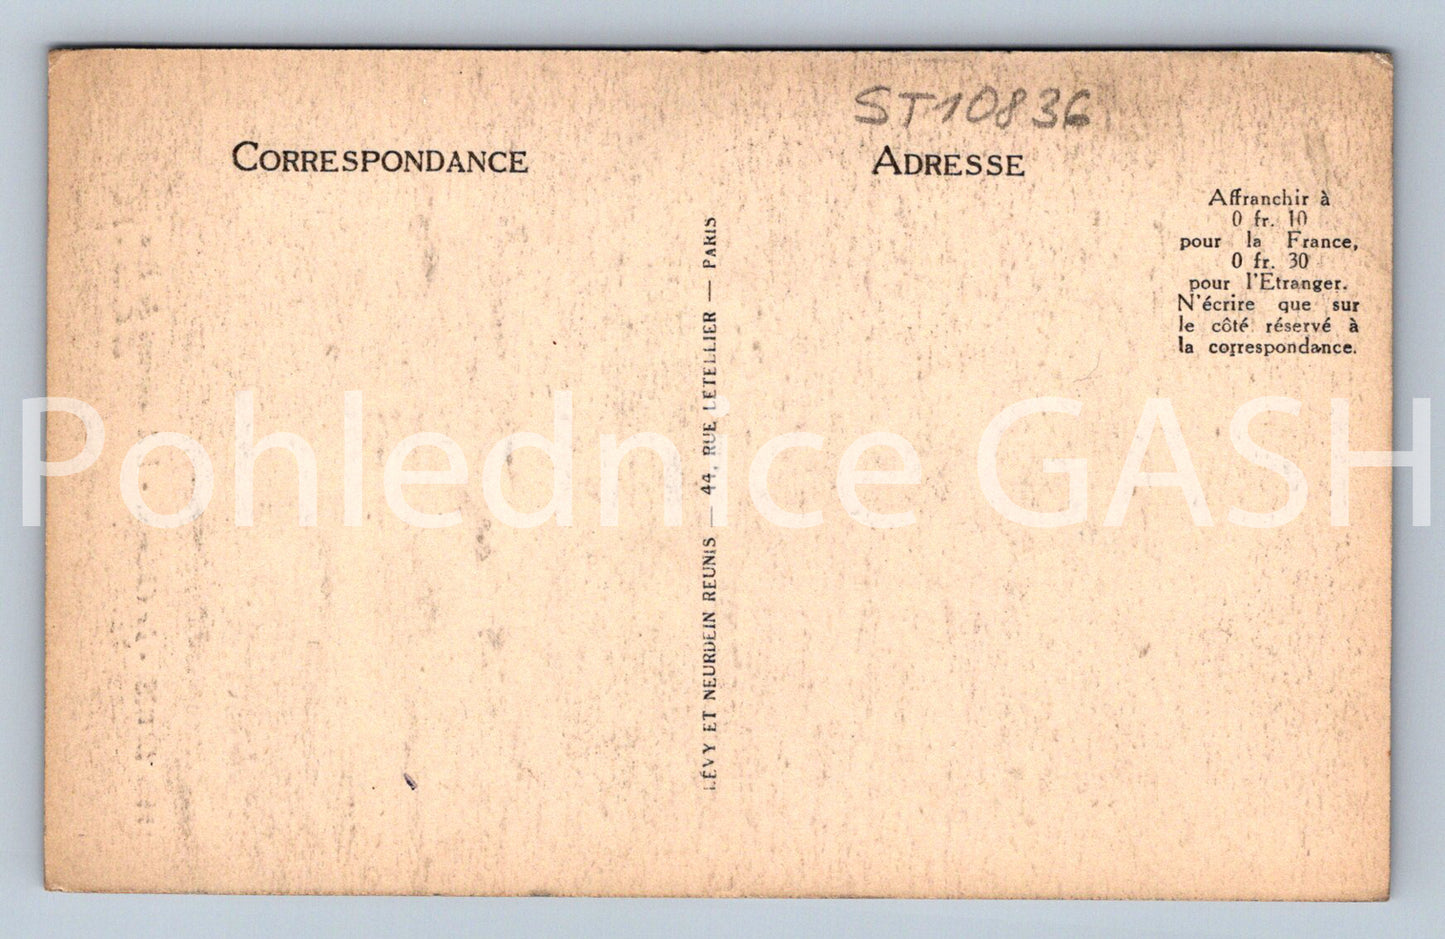 ST10836
CORRESPONDANCE
ADRESSE
Affranchir à
0 fr. 10
pour la France,
0 fr. 30
pour l'Etranger.
N'écrire que sur
le côté réservé à
la correspondance.
LÉVY ET NEURDEIN REUNIS — 44, RUE LETELLIER — PARIS
Pohlednice GASH